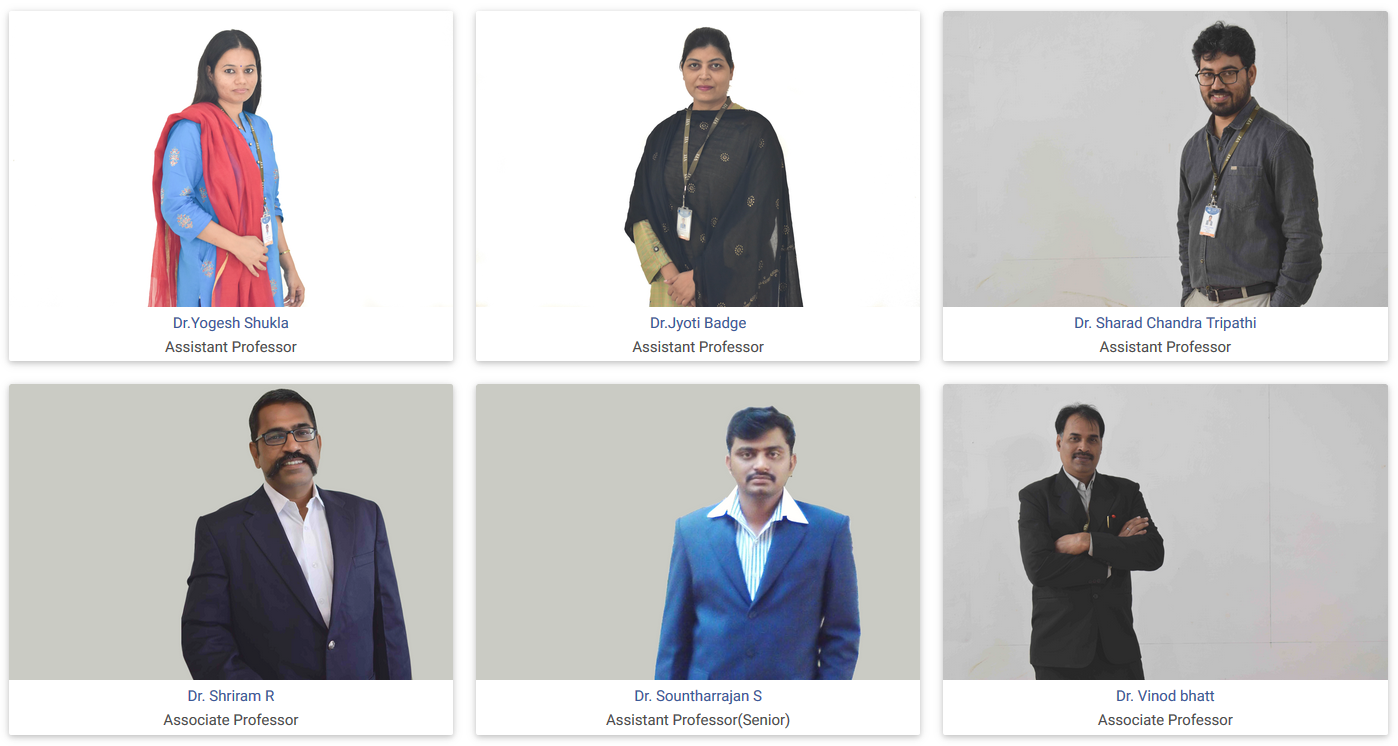 Dr.Yogesh Shukla
Assistant Professor
Dr.Jyoti Badge
Assistant Professor
Dr. Sharad Chandra Tripathi
Assistant Professor
Dr. Shriram R
Associate Professor
Dr. Sountharrajan S
Assistant Professor(Senior)
Dr. Vinod bhatt
Associate Professor